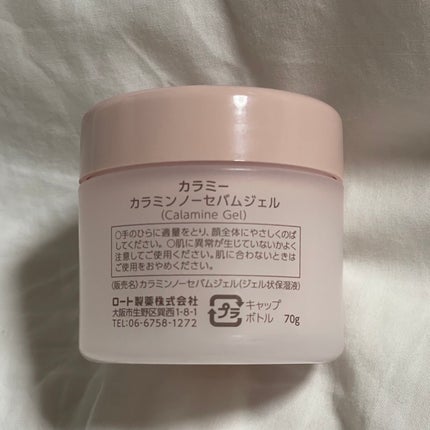 カラミー
カラミンノーセバムジェル
(Calamine Gel)
○手のひらに適量をとり、顔全体にやさしくのば
してください。○肌に異常が生じていないかよく
注意してご使用ください。肌に合わないときは
ご使用をおやめください。
(販売名)カラミンノーセバムジェル(ジェル状保湿液)
ロート製薬株式会社
大阪市生野区巽西1-8-1
TEL:06-6758-1272
プラ
キャップ
ボトル 70g